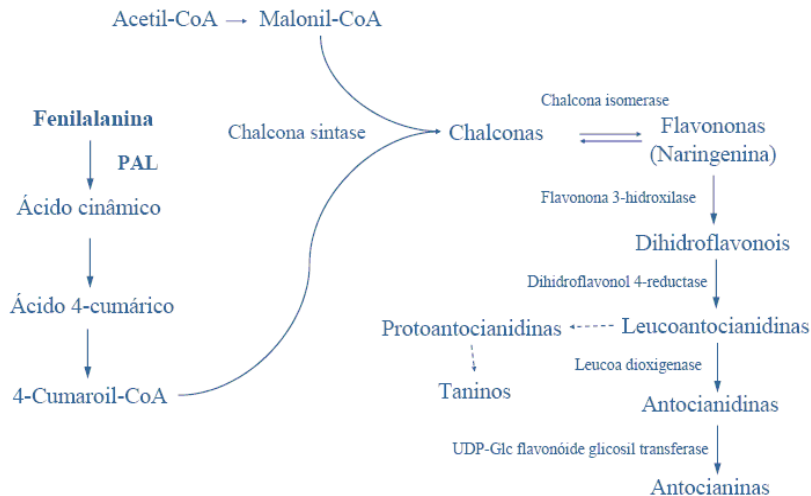 Acetil-CoA
Malonil-CoA
Fenilalanina
PAL
Ácido cinâmico
Ácido 4-cumárico
4-Cumaroil-CoA
Chalcona sintase
Chalconas
Chalcona isomerase
Flavononas
(Naringenina)
Flavonona 3-hidroxilase
Dihidroflavonois
Dihidroflavonol 4-reductase
Leucoantocianidinas
Protoantocianidinas
Taninos
Leucoa dioxigenase
Antocianidinas
UDP-Glc flavonóide glicosil transferase
Antocianinas